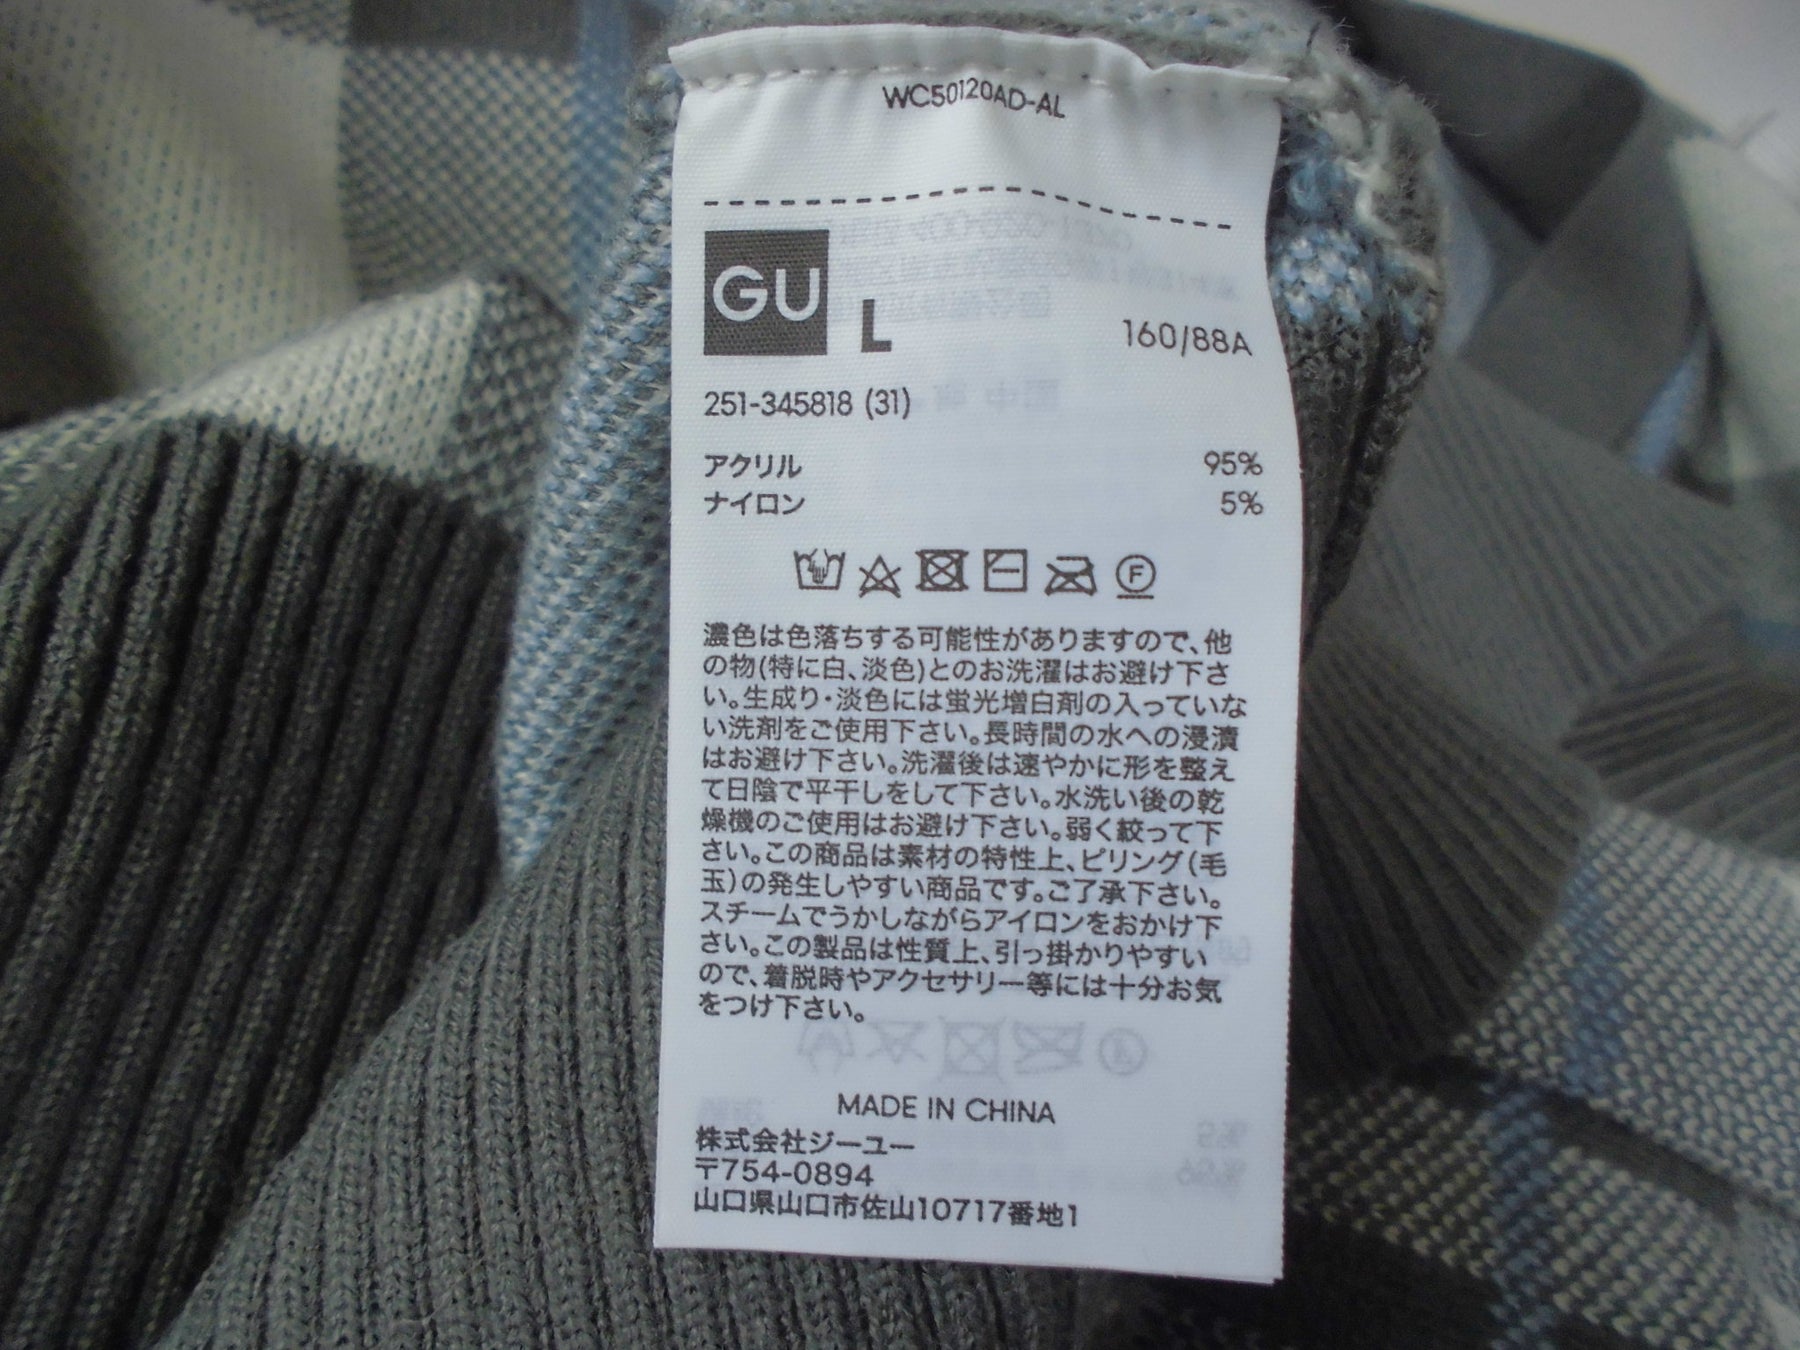 WC50120AD-AL
GU L 160/88A
251-345818 (31)
アクリル 95%
ナイロン 5%
F
濃色は色落ちする可能性がありますので、他
の物(特に白、淡色)とのお洗濯はお避け下さ
い。生成り・淡色には蛍光増白剤の入っていな
い洗剤をご使用下さい。長時間の水への浸漬
はお避け下さい。洗濯後は速やかに形を整え
て日陰で平干しをして下さい。水洗い後の乾
燥機のご使用はお避け下さい。弱く絞って下
さい。この商品は素材の特性上、ピリング(毛
玉)の発生しやすい商品です。ご了承下さい。
スチームでうかしながらアイロンをおかけ下
さい。この製品は性質上、引っ掛かりやすい
ので、着脱時やアクセサリー等には十分お気
をつけ下さい。
MADE IN CHINA
株式会社ジーユー
〒754-0894
山口県山口市佐山10717番地1